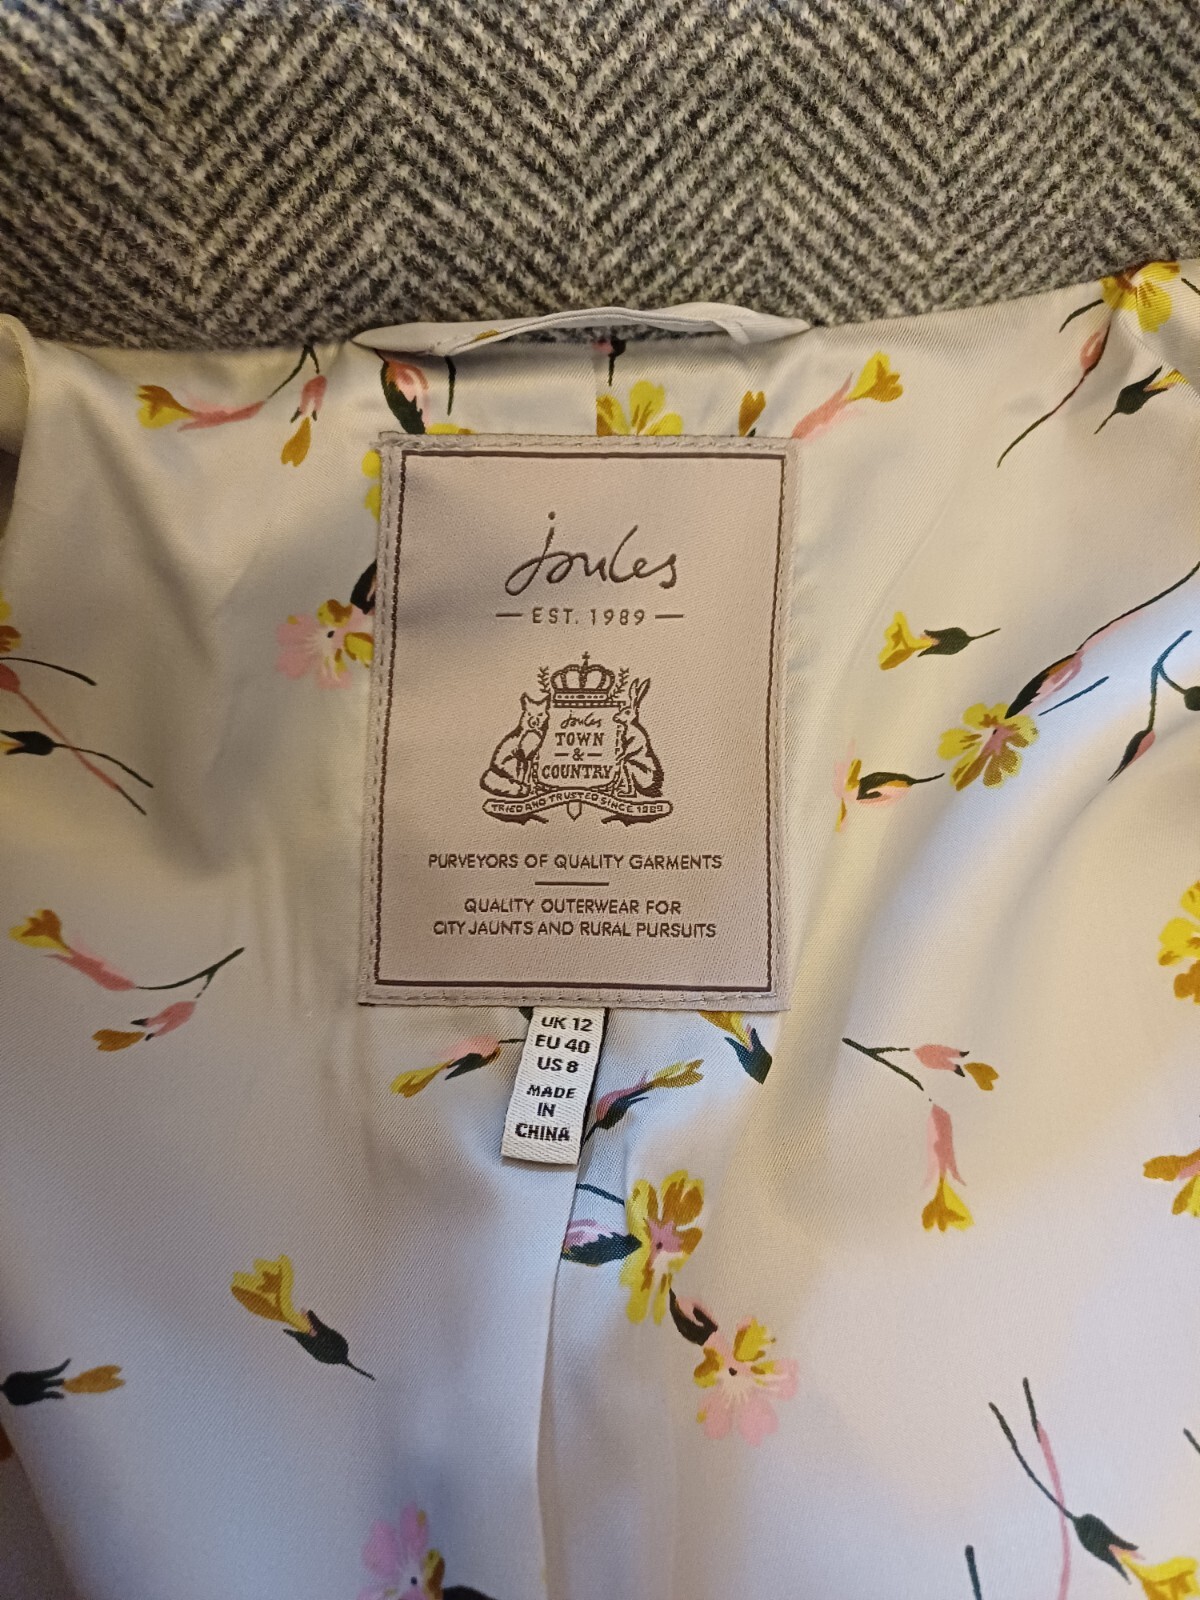 joules
EST. 1989
joules
TOWN
&
COUNTRY
TRIED AND TRUSTED SINCE 1989
PURVEYORS OF QUALITY GARMENTS
QUALITY OUTERWEAR FOR
CITY JAUNTS AND RURAL PURSUITS
UK 12
EU 40
US 8
MADE
IN
CHINA